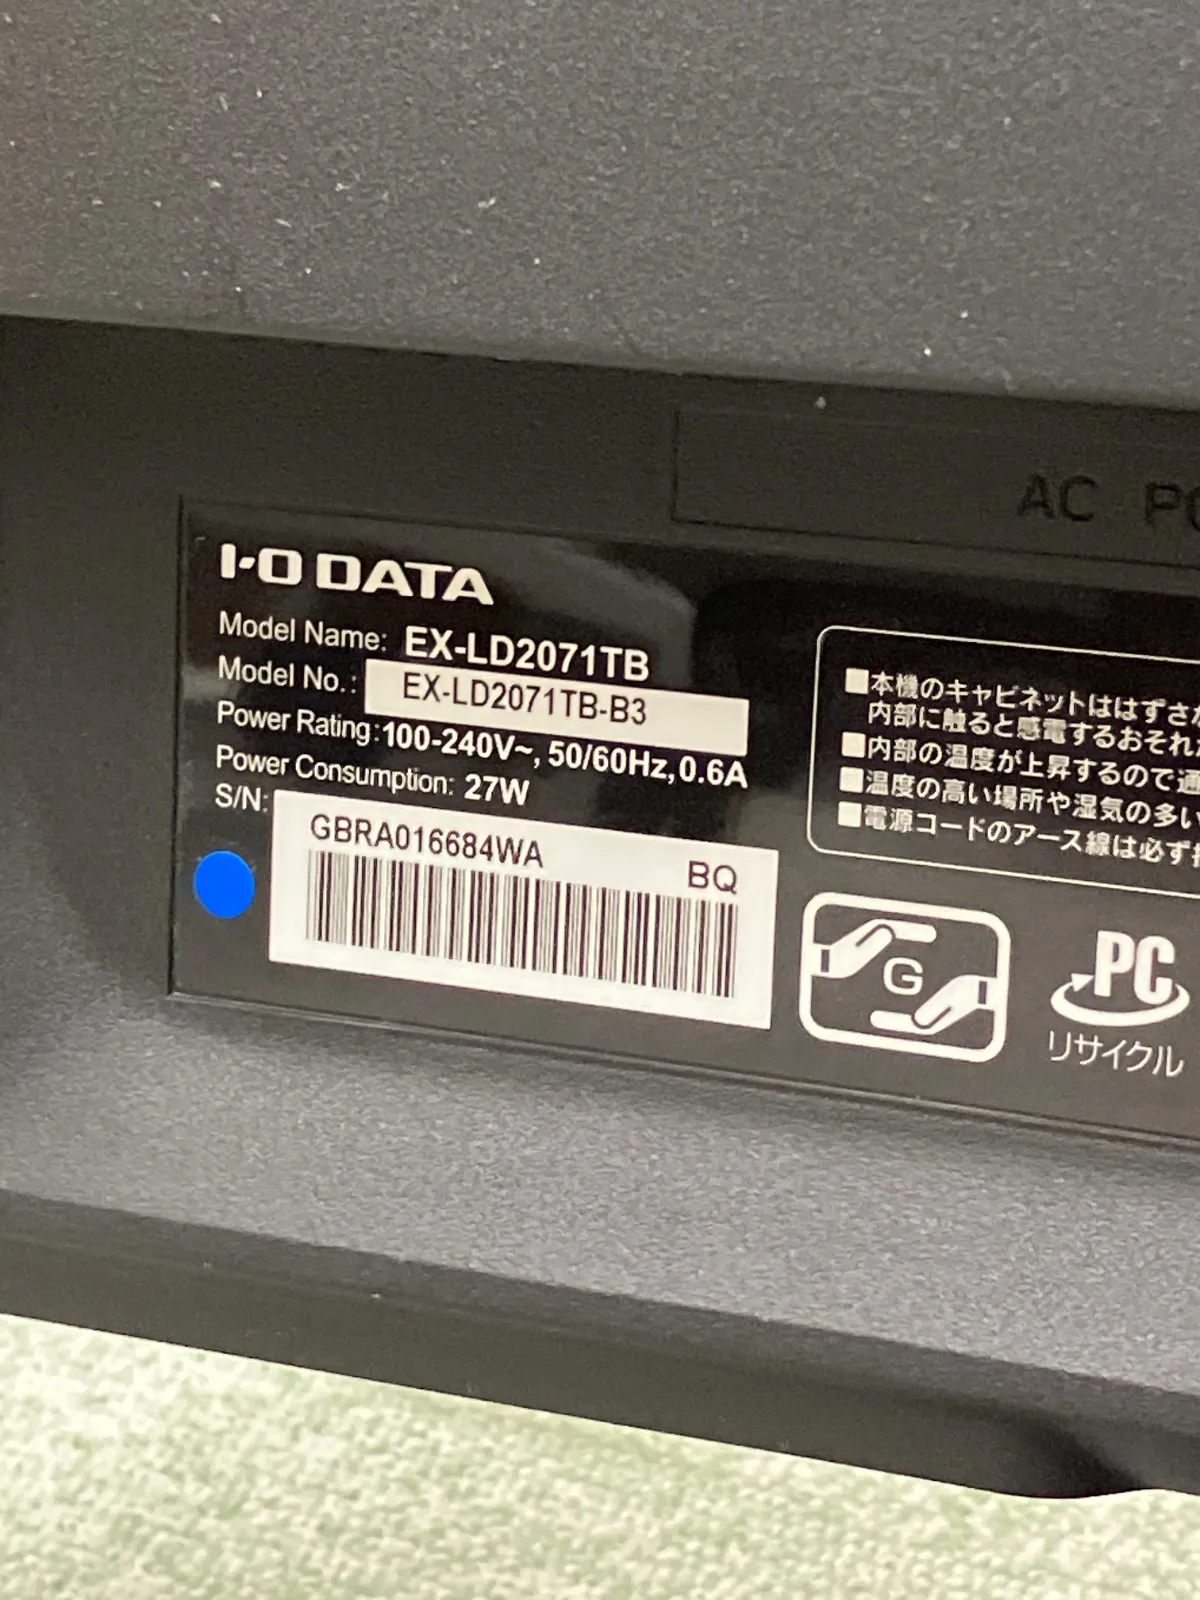 AC
I-O DATA
Model Name: EX-LD2071TB
Model No.: EX-LD2071TB-B3
Power Rating: 100-240V~, 50/60Hz, 0.6A
Power Consumption: 27W
S/N: GBRA016684WA BQ
■本機のキャビネットははずさ
内部に触ると感電するおそれ
■内部の温度が上昇するので通
■温度の高い場所や湿気の多い
■電源コードのアース線は必ず
G
PC
リサイクル